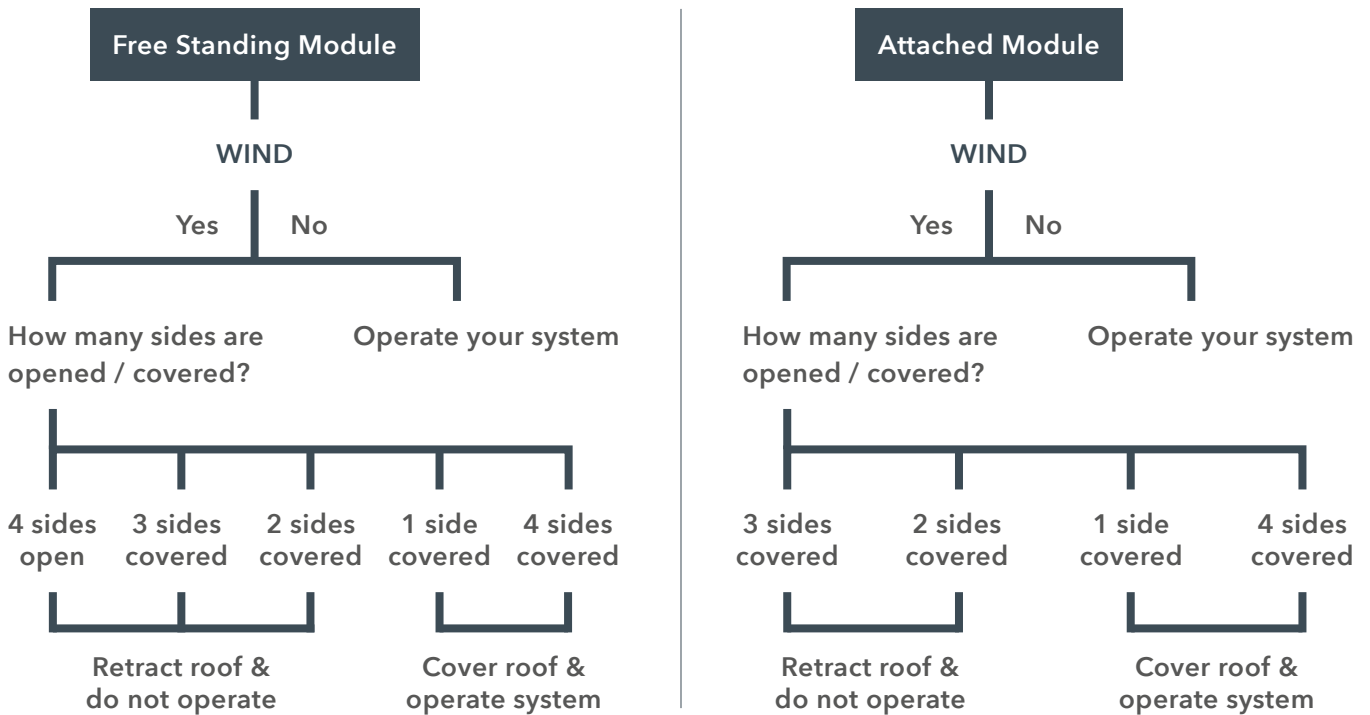 Free Standing Module
WIND
Yes
No
How many sides are
opened / covered?
Operate your system
4 sides
open
3 sides
covered
2 sides
covered
1 side
covered
4 sides
covered
Retract roof &
do not operate
Cover roof &
operate system
Attached Module
WIND
Yes
No
How many sides are
opened / covered?
Operate your system
3 sides
covered
2 sides
covered
1 side
covered
4 sides
covered
Retract roof &
do not operate
Cover roof &
operate system